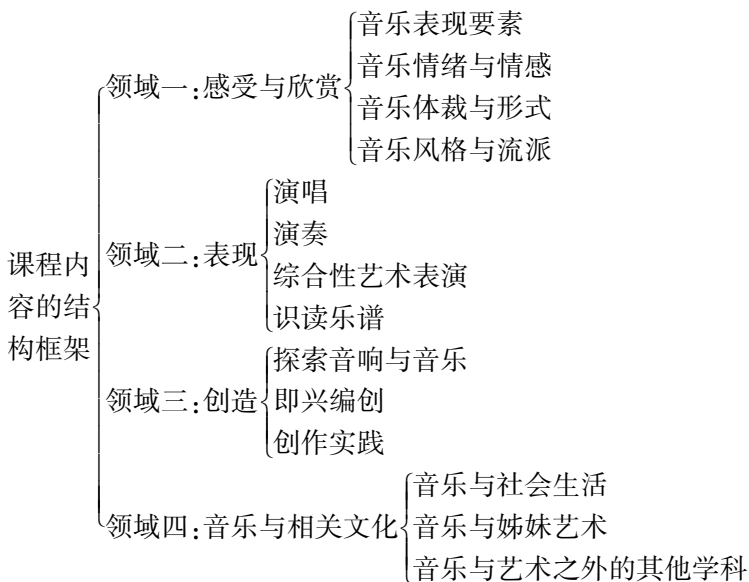 课程内容的结构框架
领域一:感受与欣赏
音乐表现要素
音乐情绪与情感
音乐体裁与形式
音乐风格与流派
领域二:表现
演唱
演奏
综合性艺术表演
识读乐谱
领域三:创造
探索音响与音乐
即兴编创
创作实践
领域四:音乐与相关文化
音乐与社会生活
音乐与姊妹艺术
音乐与艺术之外的其他学科